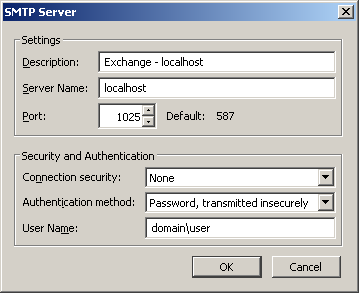 SMTP Server
Settings
Description: Exchange - localhost
Server Name: localhost
Port: 1025 Default: 587
Security and Authentication
Connection security: None
Authentication method: Password, transmitted insecurely
User Name: domain\user
OK Cancel